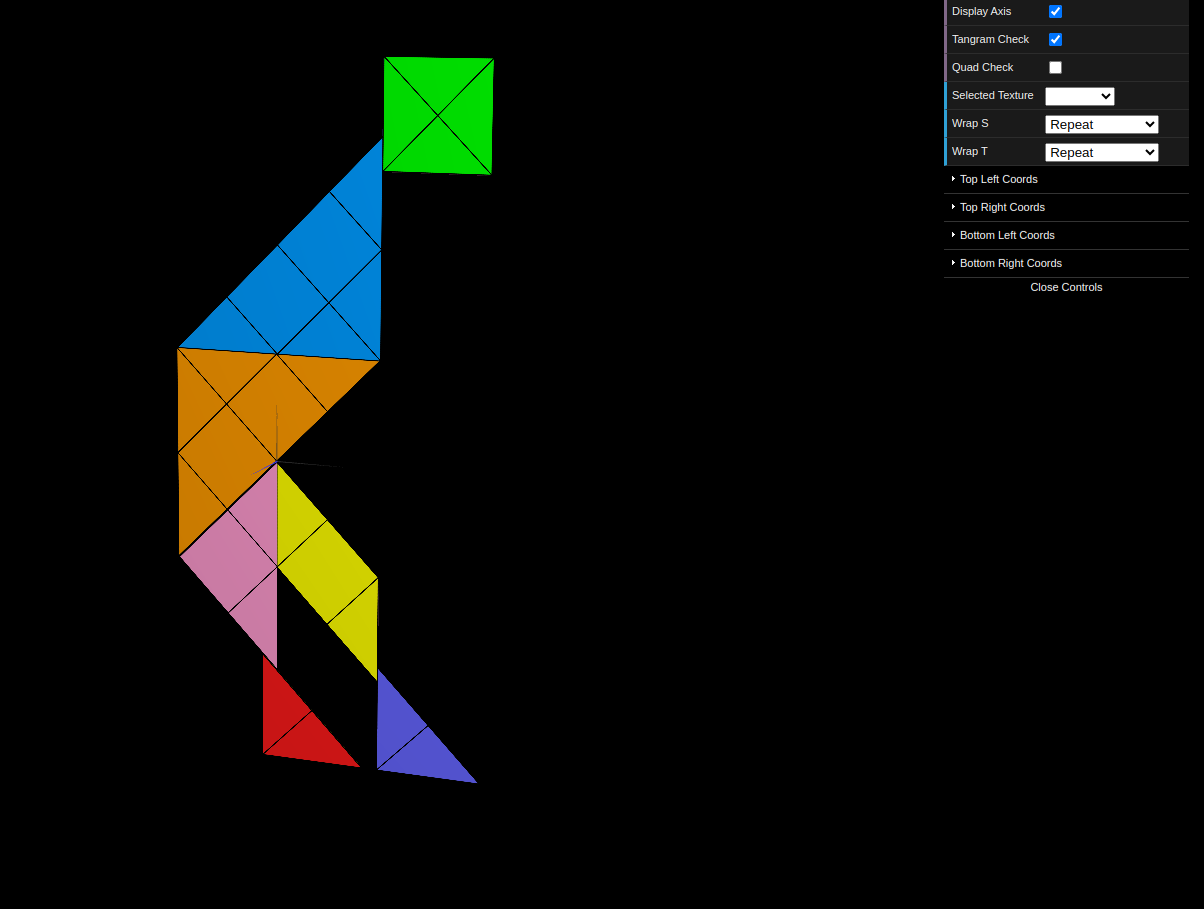 Display Axis
Tangram Check
Quad Check
Selected Texture
Wrap S Repeat
Wrap T Repeat
Top Left Coords
Top Right Coords
Bottom Left Coords
Bottom Right Coords
Close Controls